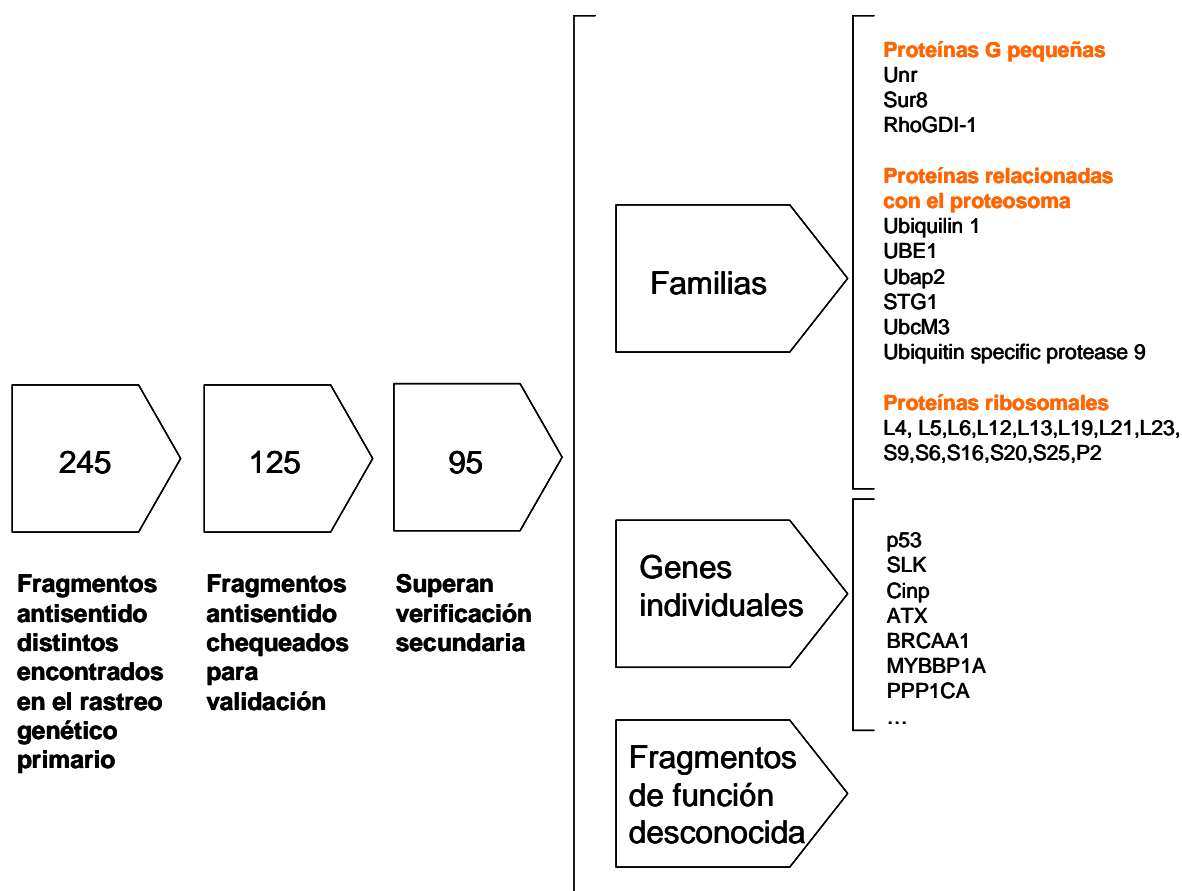 245
Fragmentos
antisentido
distintos
encontrados
en el rastreo
genético
primario
125
Fragmentos
antisentido
chequeados
para
validación
95
Superan
verificación
secundaria
Familias
Proteínas G pequeñas
Unr
Sur8
RhoGDI-1
Proteínas relacionadas
con el proteosoma
Ubiquilin 1
UBE1
Ubap2
STG1
UbcM3
Ubiquitin specific protease 9
Proteínas ribosomales
L4, L5,L6,L12,L13,L19,L21,L23,
S9,S6,S16,S20,S25,P2
Genes
individuales
p53
SLK
Cinp
ATX
BRCAA1
MYBBP1A
PPP1CA
…
Fragmentos
de función
desconocida